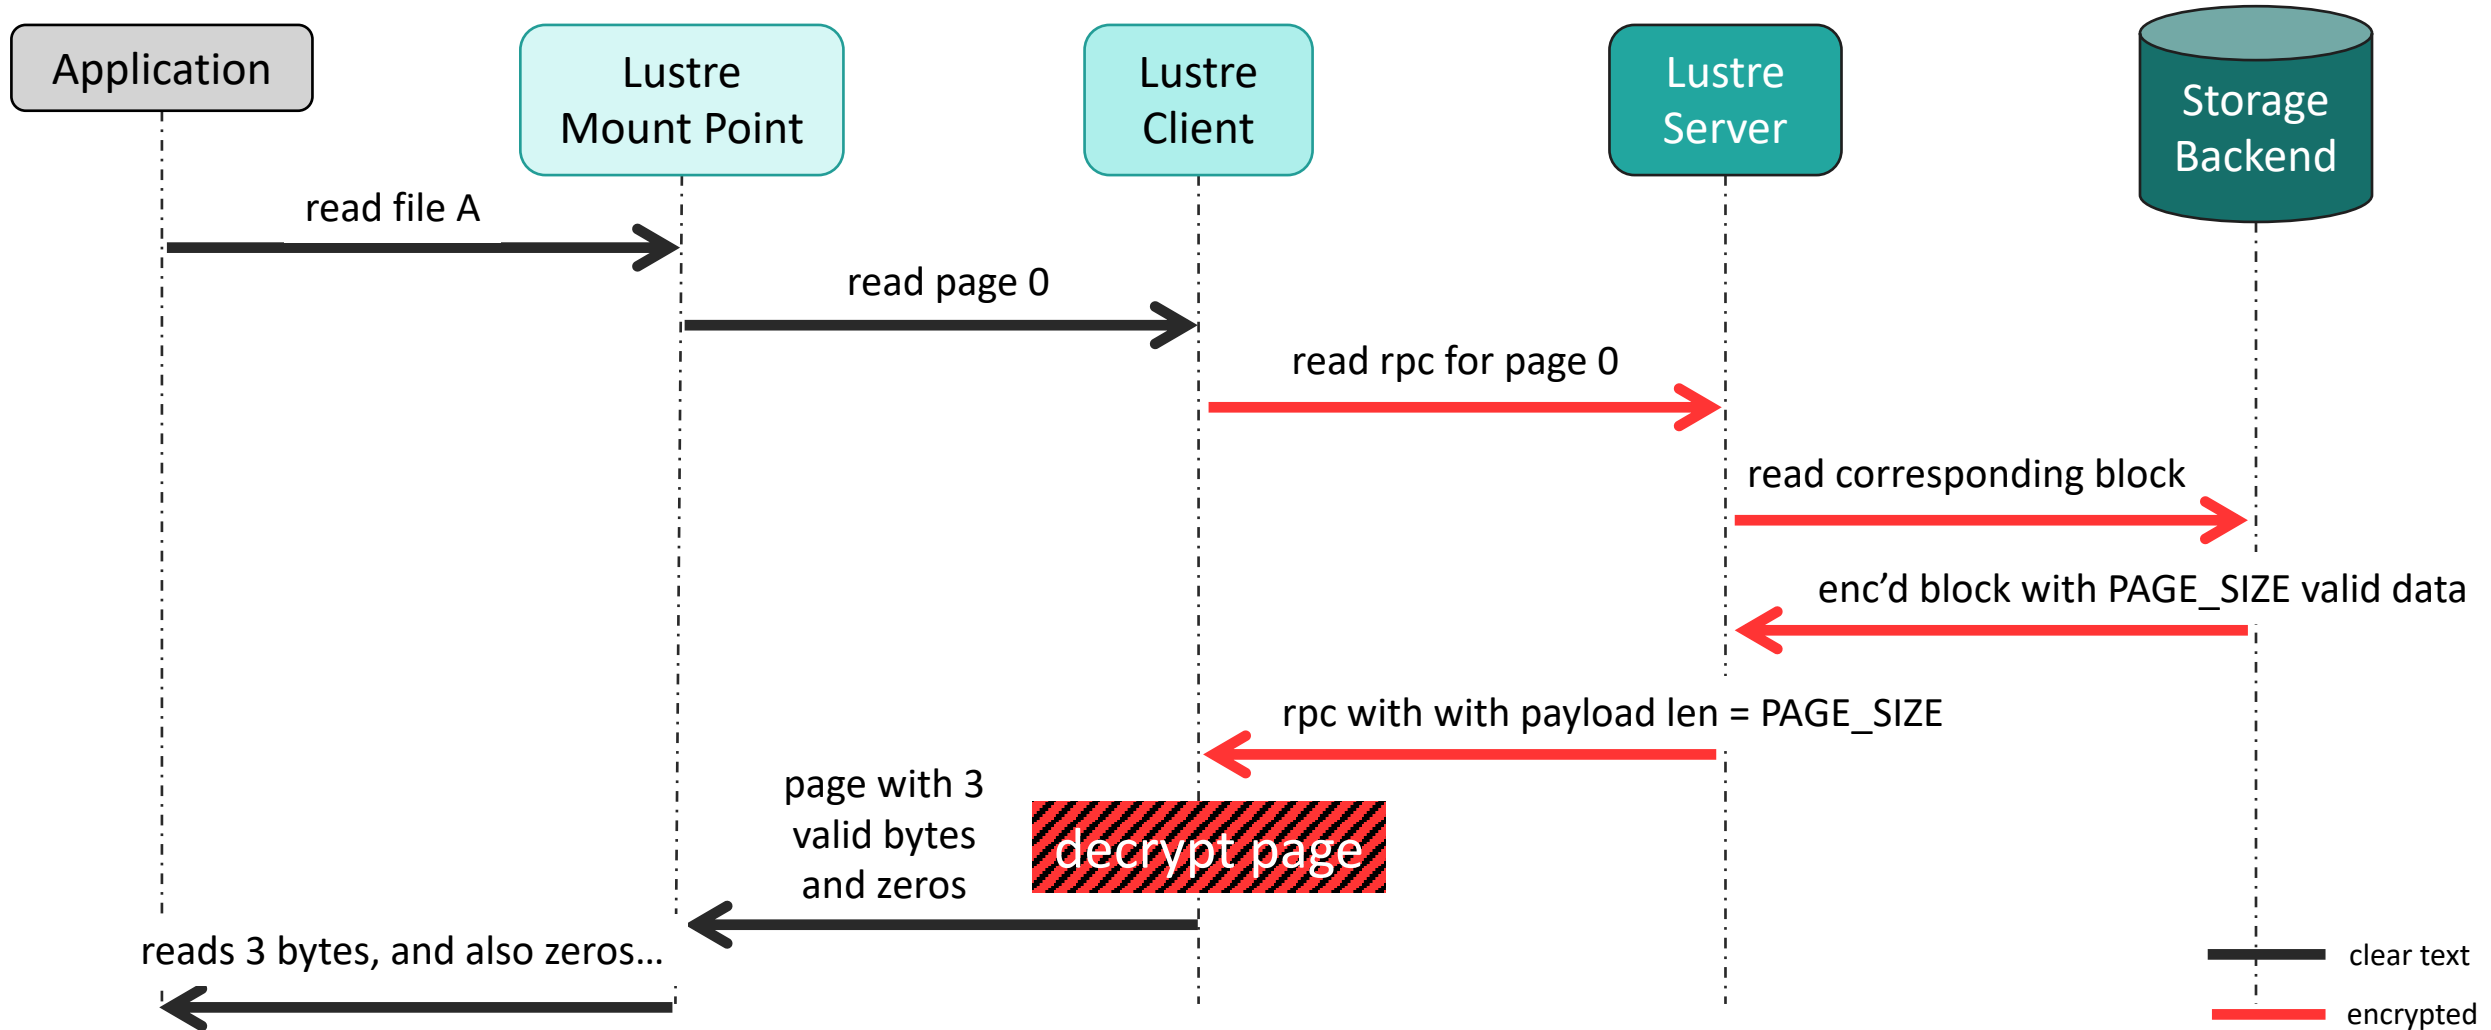 Application
Lustre
Mount Point
Lustre
Client
Lustre
Server
Storage
Backend
read file A
read page 0
read rpc for page 0
read corresponding block
enc’d block with PAGE_SIZE valid data
rpc with with payload len = PAGE_SIZE
page with 3
valid bytes
and zeros
decrypt page
reads 3 bytes, and also zeros…
clear text
encrypted